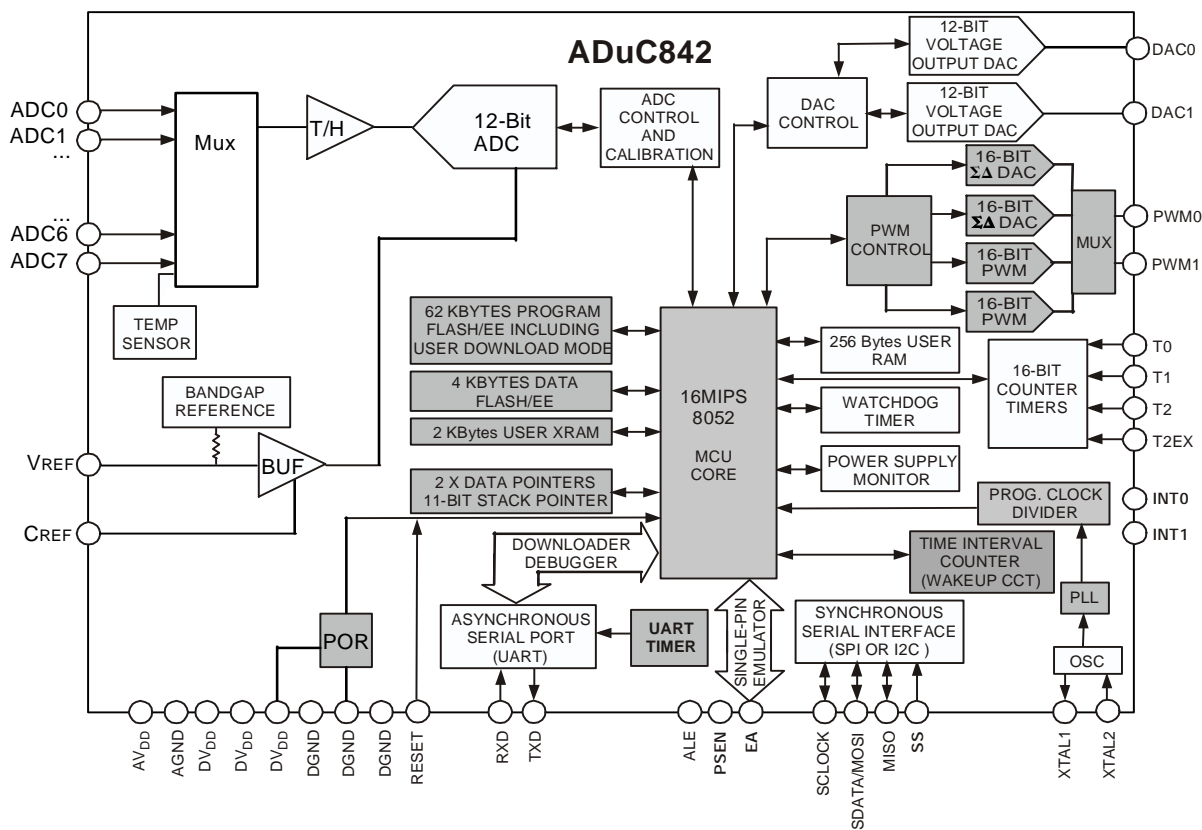 ADuC842
ADC0
ADC1
...
...
ADC6
ADC7
Mux
T/H
12-Bit
ADC
ADC
CONTROL
AND
CALIBRATION
DAC
CONTROL
12-BIT
VOLTAGE
OUTPUT DAC
12-BIT
VOLTAGE
OUTPUT DAC
DAC0
DAC1
PWM
CONTROL
16-BIT
ΣΔ DAC
16-BIT
ΣΔ DAC
16-BIT
PWM
16-BIT
PWM
MUX
PWM0
PWM1
TEMP
SENSOR
BANDGAP
REFERENCE
VREF
BUF
CREF
62 KBYTES PROGRAM
FLASH/EE INCLUDING
USER DOWNLOAD MODE
4 KBYTES DATA
FLASH/EE
2 KBytes USER XRAM
2 X DATA POINTERS
11-BIT STACK POINTER
16MIPS
8052
MCU
CORE
256 Bytes USER
RAM
WATCHDOG
TIMER
POWER SUPPLY
MONITOR
16-BIT
COUNTER
TIMERS
T0
T1
T2
T2EX
INT0
INT1
PROG. CLOCK
DIVIDER
TIME INTERVAL
COUNTER
(WAKEUP CCT)
PLL
OSC
DOWNLOADER
DEBUGGER
POR
ASYNCHRONOUS
SERIAL PORT
(UART)
UART
TIMER
SINGLE-PIN
EMULATOR
SYNCHRONOUS
SERIAL INTERFACE
(SPI OR I2C )
AVDD
AGND
DVDD
DVDD
DVDD
DGND
DGND
DGND
RESET
RXD
TXD
ALE
PSEN
EA
SCLOCK
SDATA/MOSI
MISO
SS
XTAL1
XTAL2